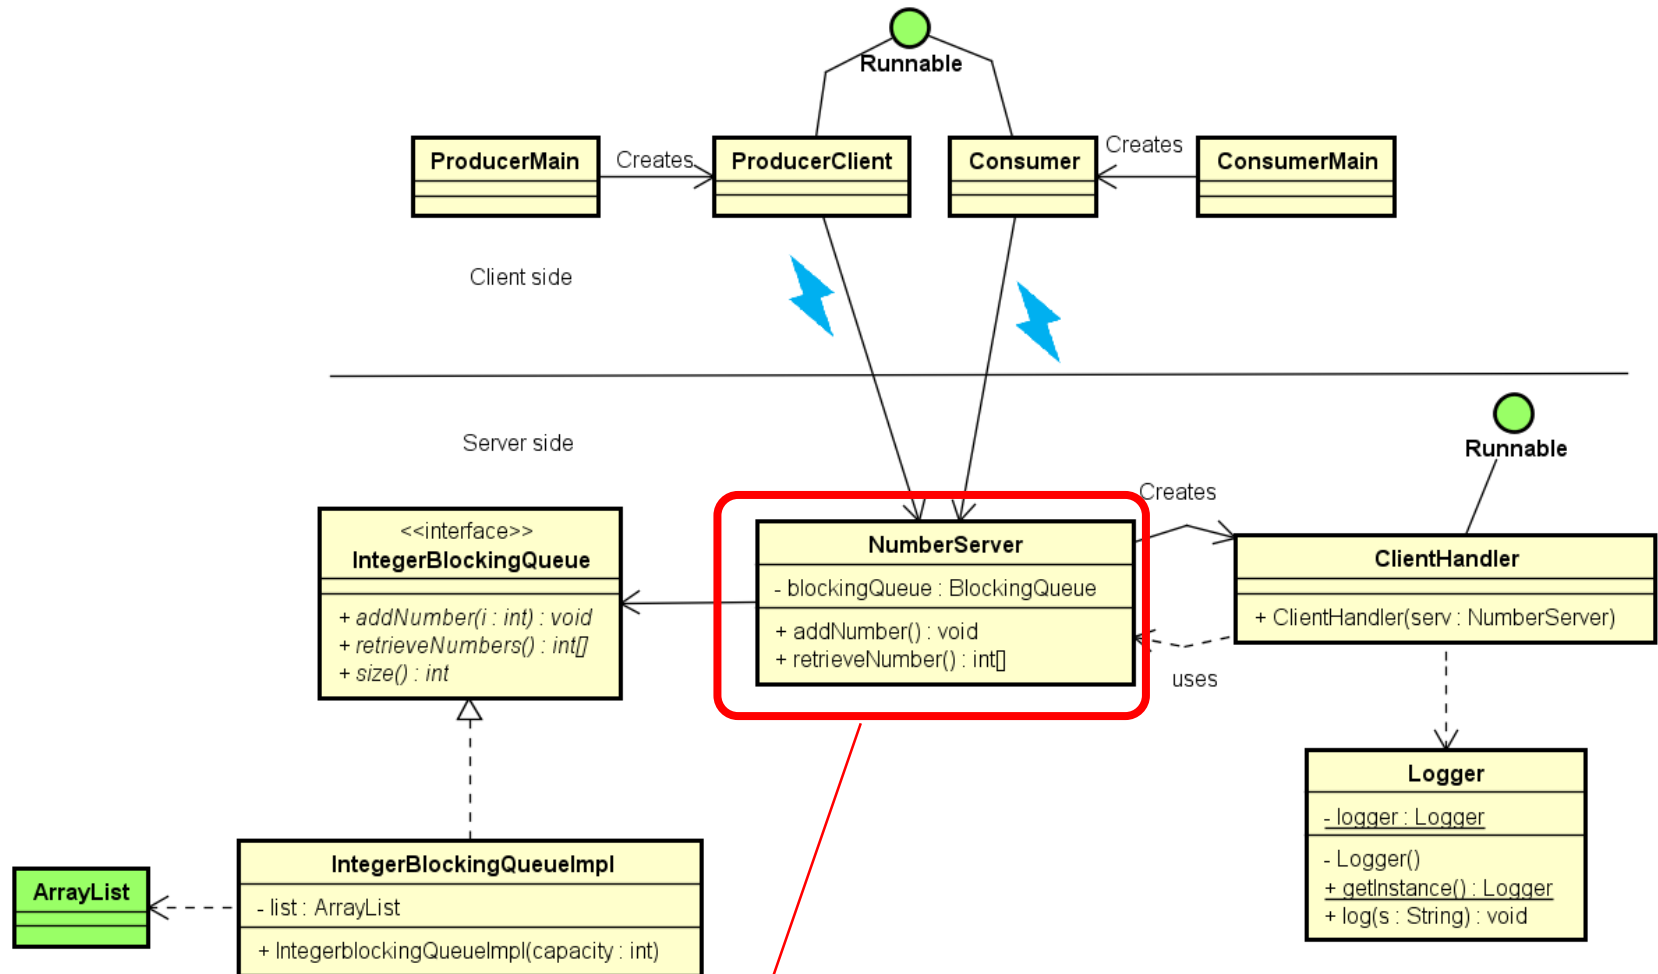 Runnable
ProducerMain
Creates
ProducerClient
Consumer
Creates
ConsumerMain
Client side
Server side
Runnable
<<interface>>
IntegerBlockingQueue
+ addNumber(i : int) : void
+ retrieveNumbers() : int[]
+ size() : int
NumberServer
- blockingQueue : BlockingQueue
+ addNumber() : void
+ retrieveNumber() : int[]
Creates
uses
ClientHandler
+ ClientHandler(serv : NumberServer)
Logger
- logger : Logger
- Logger()
+ getInstance() : Logger
+ log(s : String) : void
ArrayList
IntegerBlockingQueueImpl
- list : ArrayList
+ IntegerblockingQueueImpl(capacity : int)